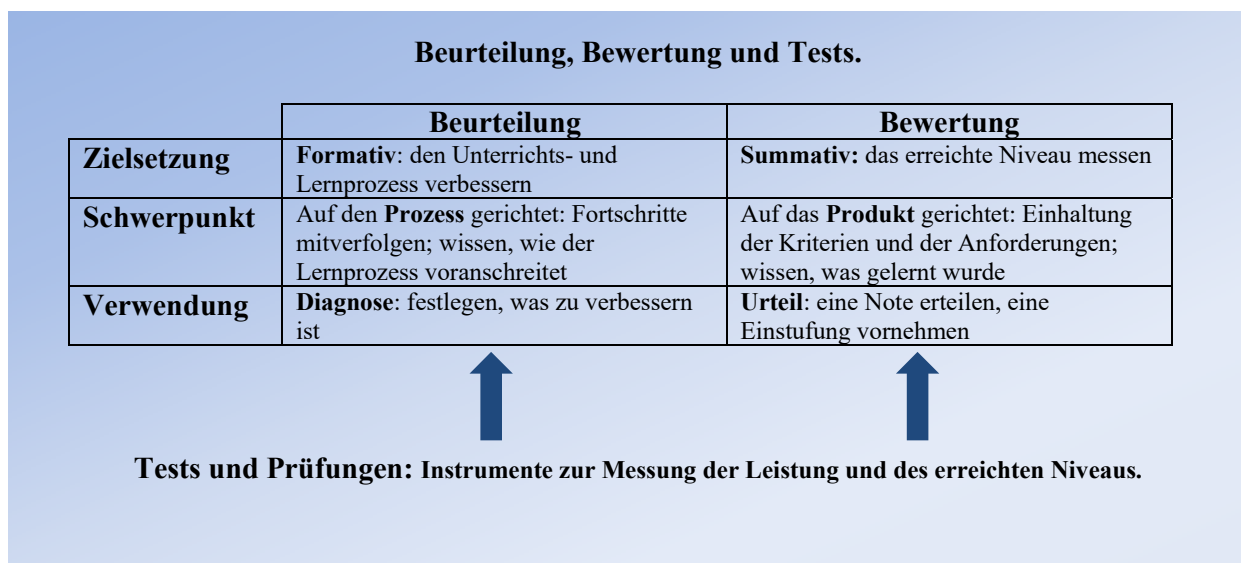 Beurteilung, Bewertung und Tests.
Beurteilung
Bewertung
Zielsetzung
Formativ: den Unterrichts- und
Lernprozess verbessern
Summativ: das erreichte Niveau messen
Schwerpunkt
Auf den Prozess gerichtet: Fortschritte
mitverfolgen; wissen, wie der
Lernprozess voranschreitet
Auf das Produkt gerichtet: Einhaltung
der Kriterien und der Anforderungen;
wissen, was gelernt wurde
Verwendung
Diagnose: festlegen, was zu verbessern
ist
Urteil: eine Note erteilen, eine
Einstufung vornehmen
Tests und Prüfungen: Instrumente zur Messung der Leistung und des erreichten Niveaus.